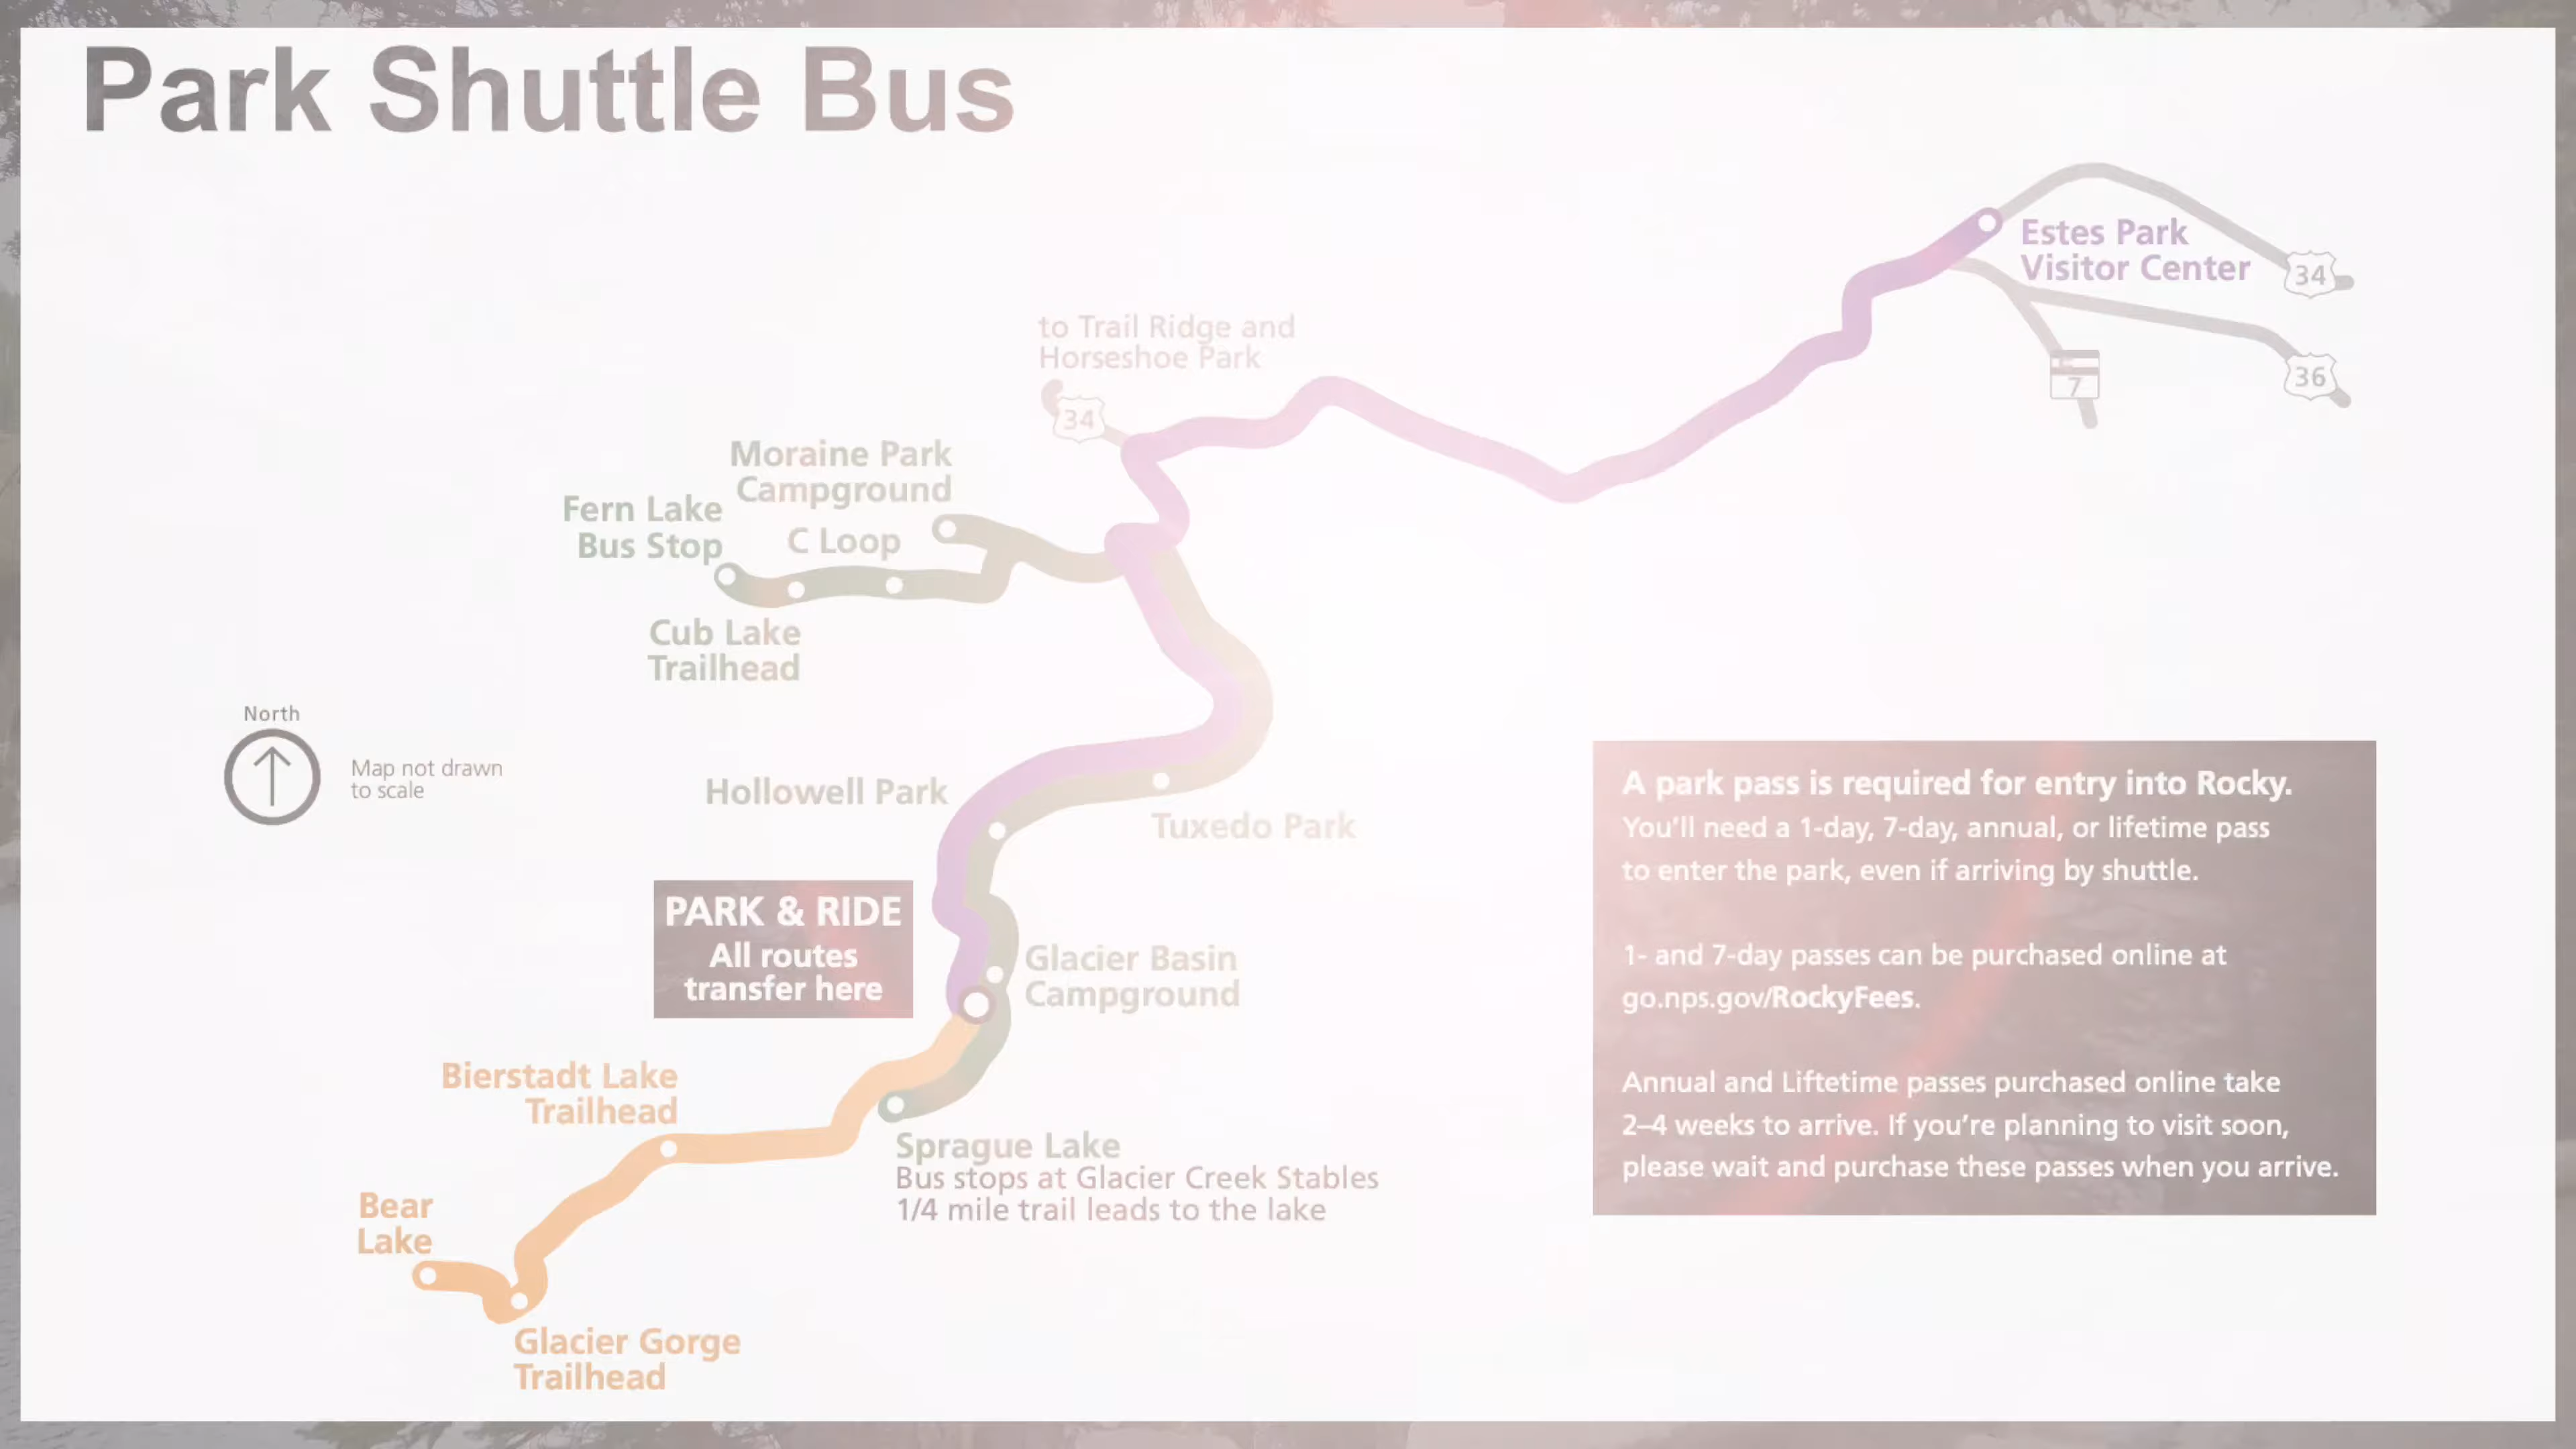 Park Shuttle Bus
Estes Park
Visitor Center
34
36
7
to Trail Ridge and
Horseshoe Park
34
Moraine Park
Campground
Fern Lake
Bus Stop
C Loop
Cub Lake
Trailhead
North
Map not drawn
to scale
Hollowell Park
Tuxedo Park
PARK & RIDE
All routes
transfer here
Glacier Basin
Campground
Bierstadt Lake
Trailhead
Sprague Lake
Bus stops at Glacier Creek Stables
1/4 mile trail leads to the lake
Bear
Lake
Glacier Gorge
Trailhead
A park pass is required for entry into Rocky.
You'll need a 1-day, 7-day, annual, or lifetime pass
to enter the park, even if arriving by shuttle.
1- and 7-day passes can be purchased online at
go.nps.gov/RockyFees.
Annual and Liftetime passes purchased online take
2–4 weeks to arrive. If you're planning to visit soon,
please wait and purchase these passes when you arrive.